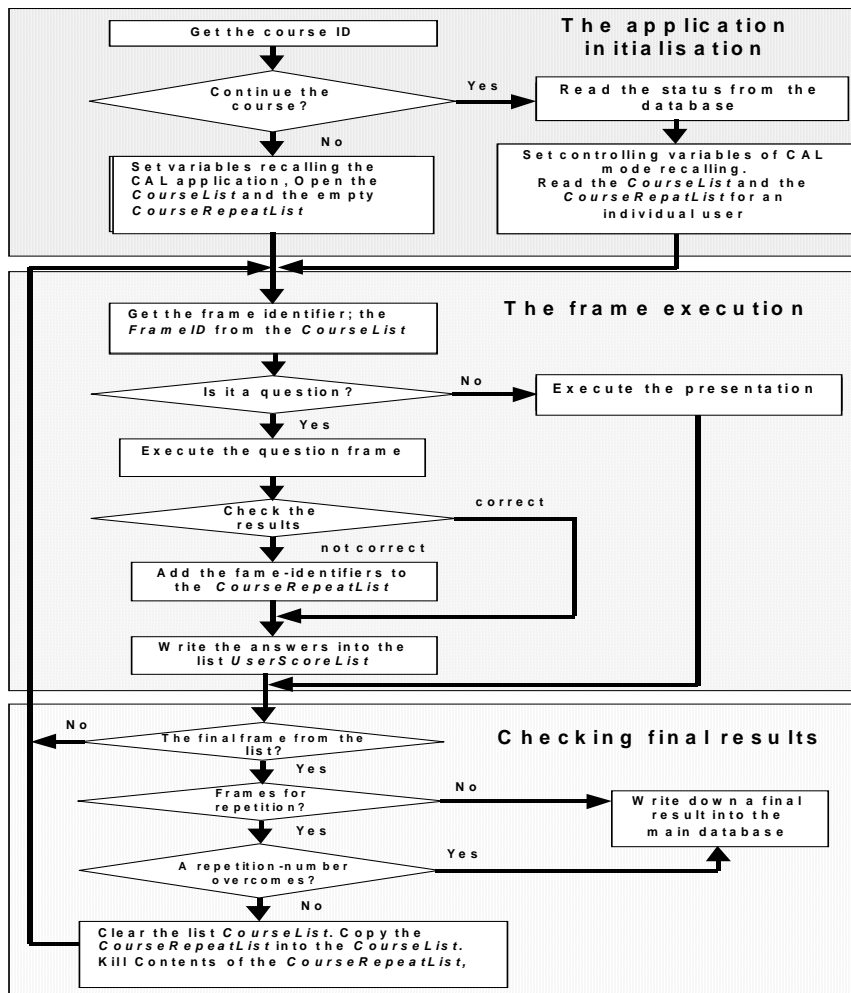 The application
initialisation
Get the course ID
Continue the
course?
Yes
Read the status from the
database
No
Set variables recalling the
CAL application, Open the
CourseList and the empty
CourseRepeatList
Set controlling variables of CAL
mode recalling.
Read the CourseList and the
CourseRepatList for an
individual user
The frame execution
Get the frame identifier; the
FrameID from the CourseList
Is it a question?
No
Execute the presentation
Yes
Execute the question frame
Check the
results
correct
not correct
Add the fame-identifiers to
the CourseRepeatList
Write the answers into the
list UserScoreList
Checking final results
No
The final frame from the
list?
Yes
Frames for
repetition?
No
Write down a final
result into the
main database
Yes
A repetition-number
overcomes?
Yes
No
Clear the list CourseList. Copy the
CourseRepeatList into the CourseList.
Kill Contents of the CourseRepeatList,